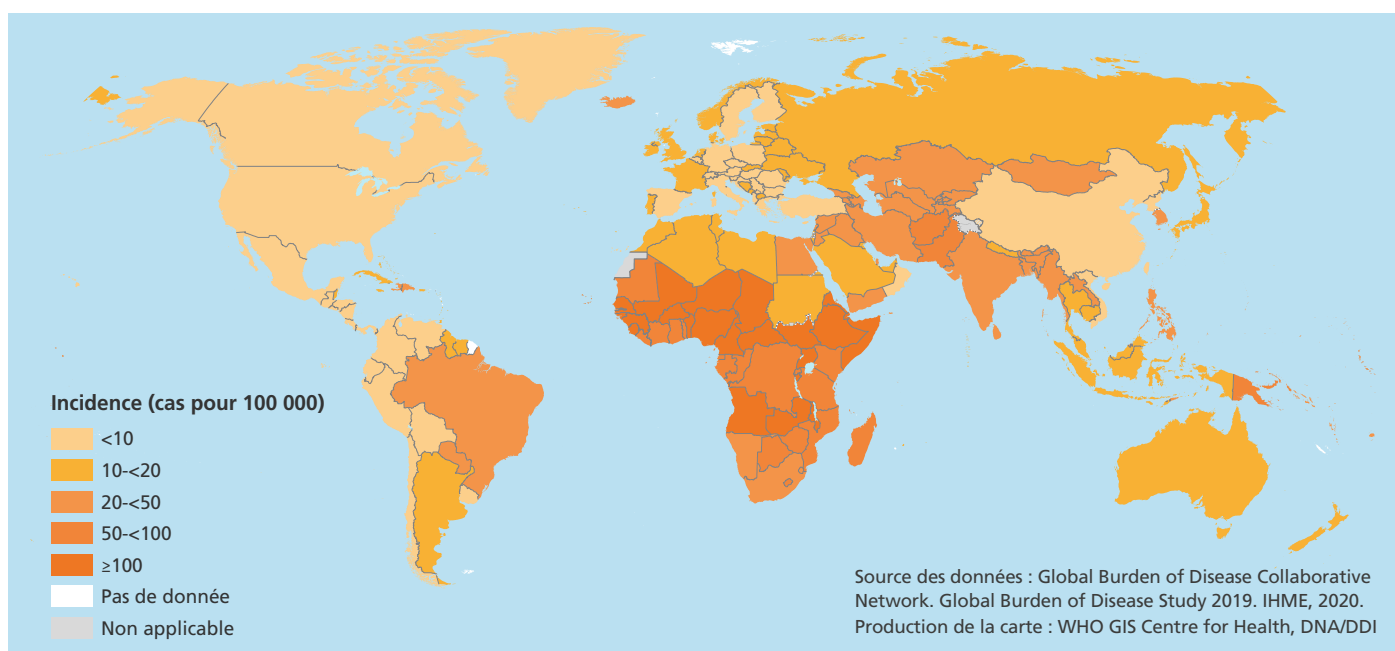 Incidence (cas pour 100 000)
<10
10-<20
20-<50
50-<100
≥100
Pas de donnée
Non applicable
Source des données : Global Burden of Disease Collaborative
Network. Global Burden of Disease Study 2019. IHME, 2020.
Production de la carte : WHO GIS Centre for Health, DNA/DDI